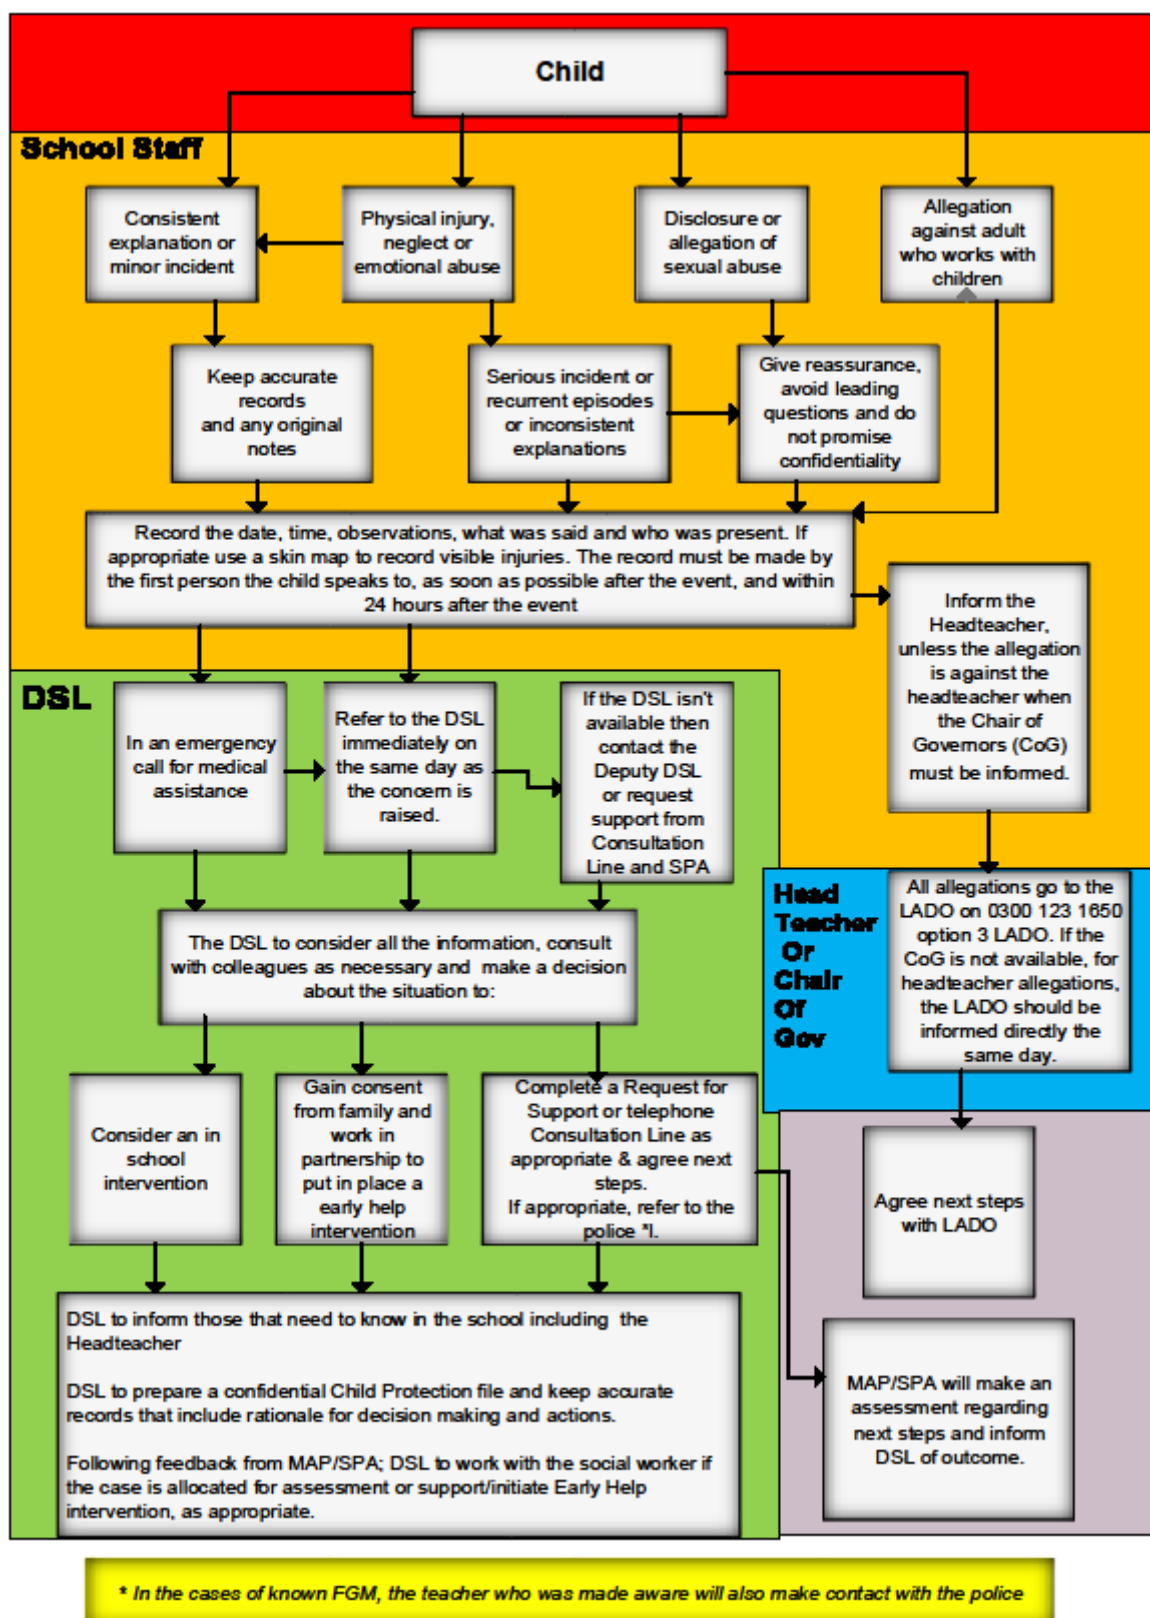 Child
School Staff
Consistent
explanation or
minor incident
Physical injury,
neglect or
emotional abuse
Disclosure or
allegation of
sexual abuse
Allegation
against adult
who works with
children
Keep accurate
records
and any original
notes
Serious incident or
recurrent episodes
or inconsistent
explanations
Give reassurance,
avoid leading
questions and do
not promise
confidentiality
Record the date, time, observations, what was said and who was present. If
appropriate use a skin map to record visible injuries. The record must be made by
the first person the child speaks to, as soon as possible after the event, and within
24 hours after the event
Inform the
Headteacher,
unless the allegation
is against the
headteacher when
the Chair of
Governors (CoG)
must be informed.
DSL
In an emergency
call for medical
assistance
Refer to the DSL
immediately on
the same day as
the concern is
raised.
If the DSL isn't
available then
contact the
Deputy DSL
or request
support from
Consultation
Line and SPA
Head
Teacher
Or
Chair
Of
Gov
All allegations go to the
LADO on 0300 123 1650
option 3 LADO. If the
CoG is not available, for
headteacher allegations,
the LADO should be
informed directly the
same day.
The DSL to consider all the information, consult
with colleagues as necessary and make a decision
about the situation to:
Consider an in
school
intervention
Gain consent
from family and
work in
partnership to
put in place a
early help
intervention
Complete a Request for
Support or telephone
Consultation Line as
appropriate & agree next
steps.
If appropriate, refer to the
police *I.
Agree next steps
with LADO
DSL to inform those that need to know in the school including the
Headteacher
DSL to prepare a confidential Child Protection file and keep accurate
records that include rationale for decision making and actions.
Following feedback from MAP/SPA; DSL to work with the social worker if
the case is allocated for assessment or support/initiate Early Help
intervention, as appropriate.
MAP/SPA will make an
assessment regarding
next steps and inform
DSL of outcome.
* In the cases of known FGM, the teacher who was made aware will also make contact with the police